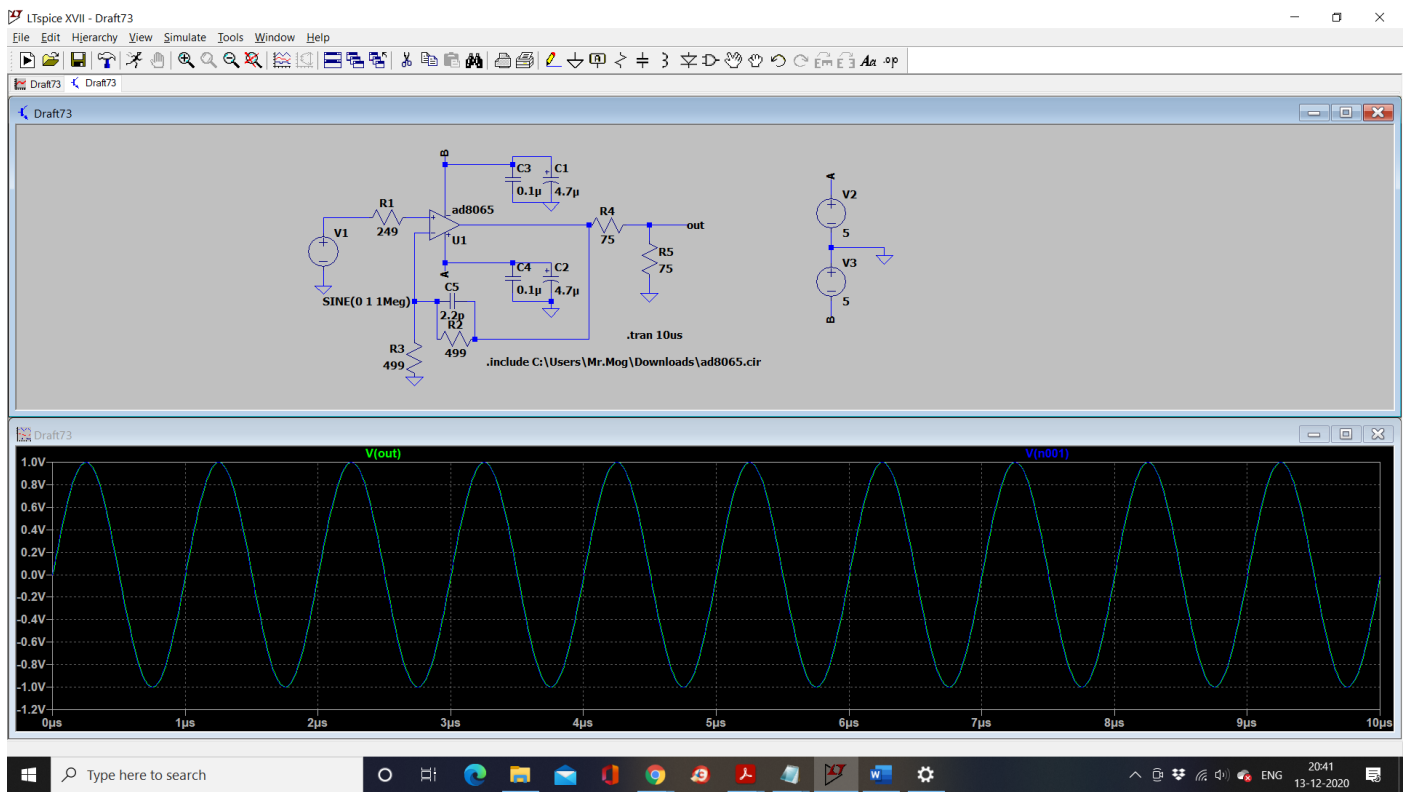 LTspice XVII - Draft73
File Edit Hierarchy View Simulate Tools Window Help
Aa .op
Draft73 Draft73
Draft73
B
C3 C1
0.1µ 4.7µ
R1
249
ad8065
U1
V1
SINE(0 1 1Meg)
R4
75
out
R5
75
A
C4 C2
0.1µ 4.7µ
C5
2.2p
R2
499
R3
499
.tran 10us
.include C:\Users\Mr.Mog\Downloads\ad8065.cir
A
V2
5
V3
5
B
Draft73
V(out) V(n001)
1.0V
0.8V
0.6V
0.4V
0.2V
0.0V
-0.2V
-0.4V
-0.6V
-0.8V
-1.0V
-1.2V
0µs 1µs 2µs 3µs 4µs 5µs 6µs 7µs 8µs 9µs 10µs
Type here to search
ENG
20:41
13-12-2020